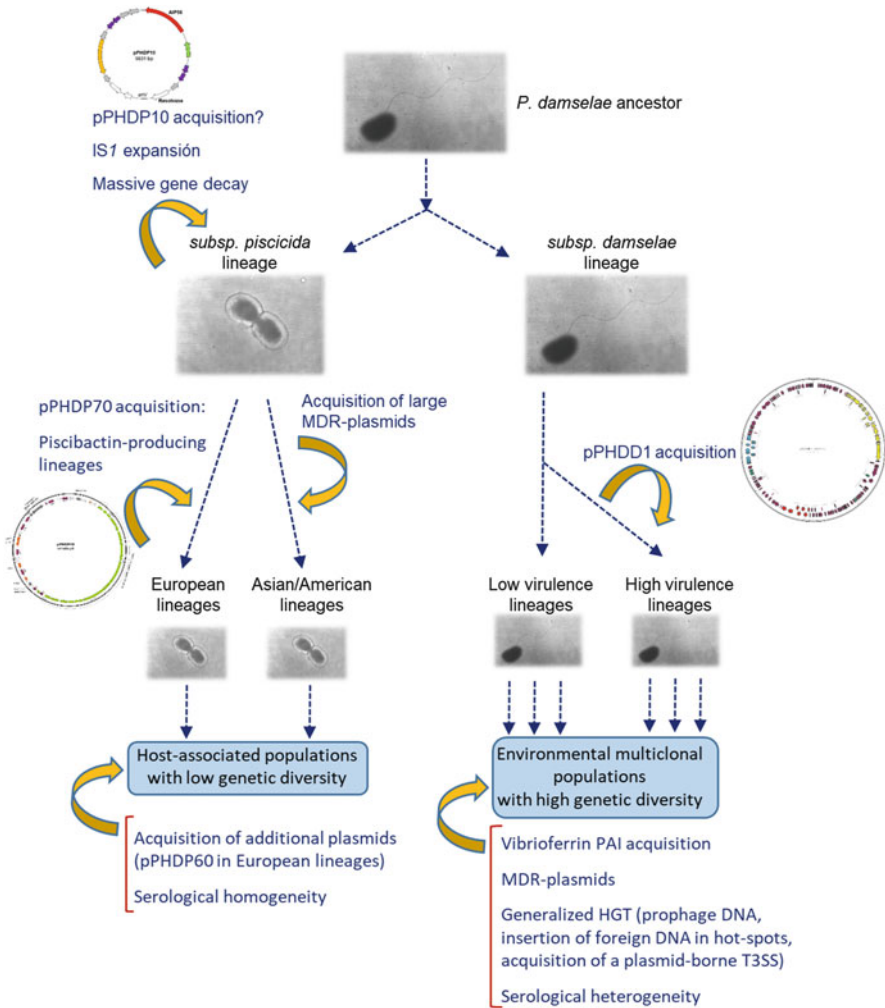 AIP56
pPHDP10
Resolvase
pPHDP10 acquisition?
IS1 expansión
Massive gene decay
P. damselae ancestor
subsp. piscicida
lineage
subsp. damselae
lineage
pPHDP70 acquisition:
Piscibactin-producing
lineages
Acquisition of large
MDR-plasmids
pPHDD1 acquisition
European
lineages
Asian/American
lineages
Low virulence
lineages
High virulence
lineages
Host-associated populations
with low genetic diversity
Environmental multiclonal
populations
with high genetic diversity
Acquisition of additional plasmids
(pPHDP60 in European lineages)
Serological homogeneity
Vibrioferrin PAI acquisition
MDR-plasmids
Generalized HGT (prophage DNA,
insertion of foreign DNA in hot-spots,
acquisition of a plasmid-borne T3SS)
Serological heterogeneity